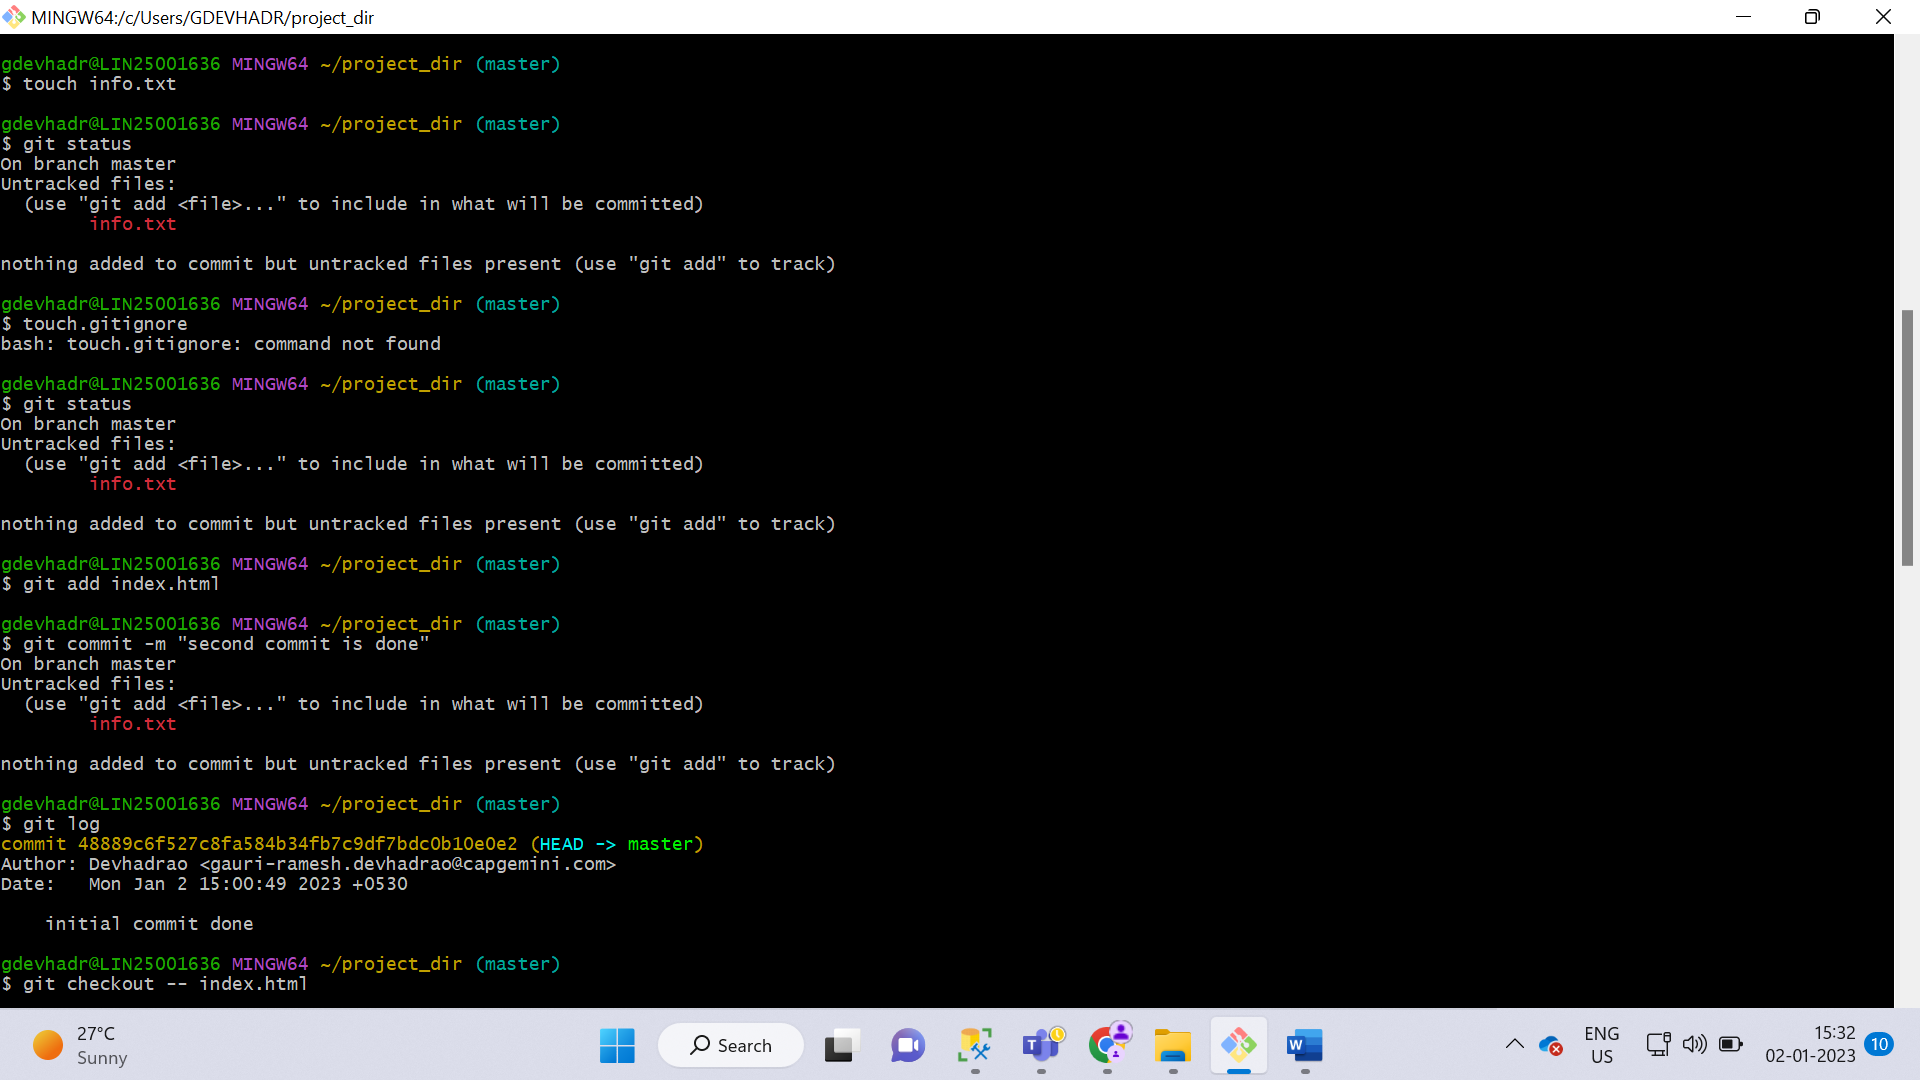 MINGW64:/c/Users/GDEVHADR/project_dir
gdevhadr@LIN25001636 MINGW64 ~/project_dir (master)
$ touch info.txt
gdevhadr@LIN25001636 MINGW64 ~/project_dir (master)
$ git status
On branch master
Untracked files:
  (use "git add <file>..." to include in what will be committed)
        info.txt
nothing added to commit but untracked files present (use "git add" to track)
gdevhadr@LIN25001636 MINGW64 ~/project_dir (master)
$ touch.gitignore
bash: touch.gitignore: command not found
gdevhadr@LIN25001636 MINGW64 ~/project_dir (master)
$ git status
On branch master
Untracked files:
  (use "git add <file>..." to include in what will be committed)
        info.txt
nothing added to commit but untracked files present (use "git add" to track)
gdevhadr@LIN25001636 MINGW64 ~/project_dir (master)
$ git add index.html
gdevhadr@LIN25001636 MINGW64 ~/project_dir (master)
$ git commit -m "second commit is done"
On branch master
Untracked files:
  (use "git add <file>..." to include in what will be committed)
        info.txt
nothing added to commit but untracked files present (use "git add" to track)
gdevhadr@LIN25001636 MINGW64 ~/project_dir (master)
$ git log
commit 48889c6f527c8fa584b34fb7c9df7bdc0b10e0e2 (HEAD -> master)
Author: Devhadrao <gauri-ramesh.devhadrao@capgemini.com>
Date:   Mon Jan 2 15:00:49 2023 +0530
    initial commit done
gdevhadr@LIN25001636 MINGW64 ~/project_dir (master)
$ git checkout -- index.html
27°C
Sunny
Search
ENG
US
15:32
02-01-2023
10